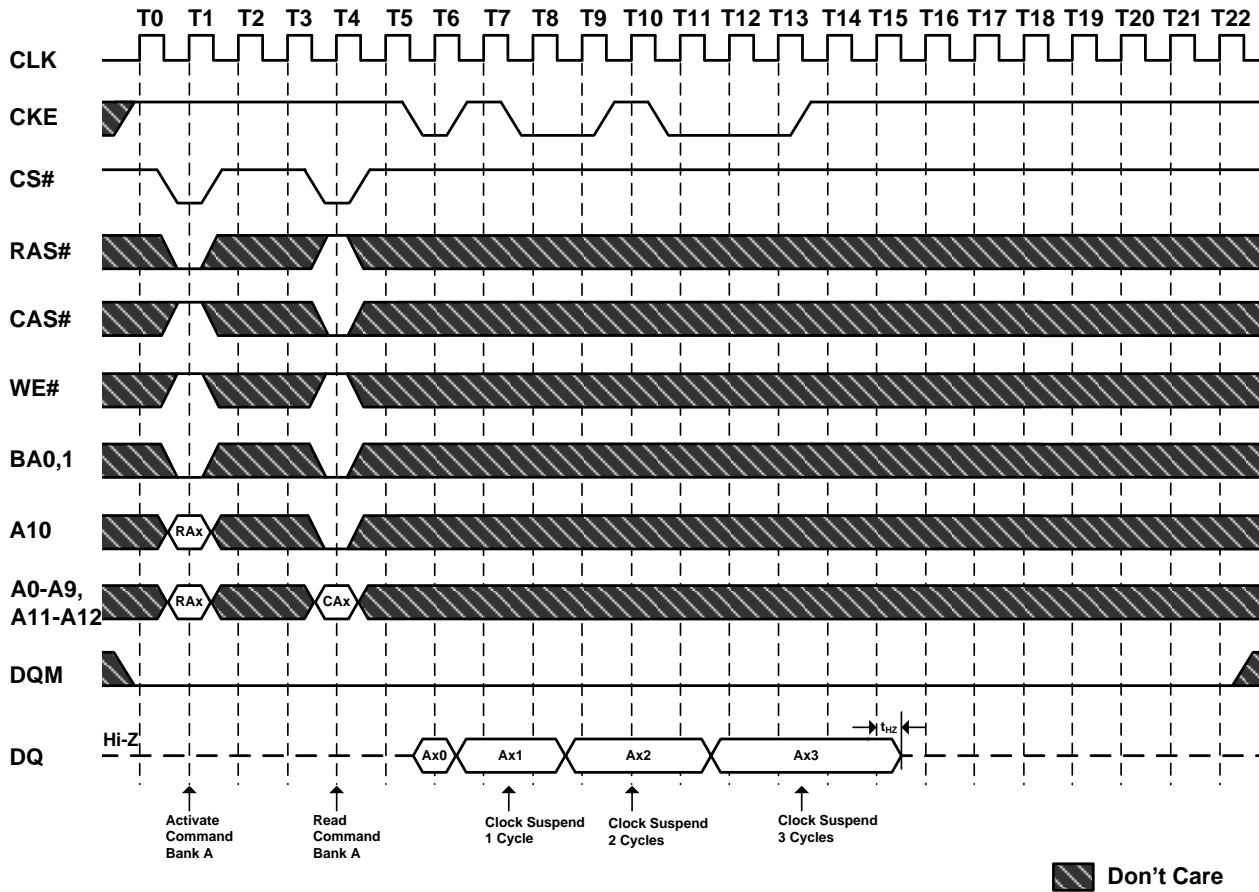 T0 T1 T2 T3 T4 T5 T6 T7 T8 T9 T10 T11 T12 T13 T14 T15 T16 T17 T18 T19 T20 T21 T22
CLK
CKE
CS#
RAS#
CAS#
WE#
BA0,1
A10
RAx
A0-A9,
A11-A12
RAx CAx
DQM
Hi-Z
tHZ
DQ
Ax0 Ax1 Ax2 Ax3
Activate
Command
Bank A
Read
Command
Bank A
Clock Suspend
1 Cycle
Clock Suspend
2 Cycles
Clock Suspend
3 Cycles
Don't Care